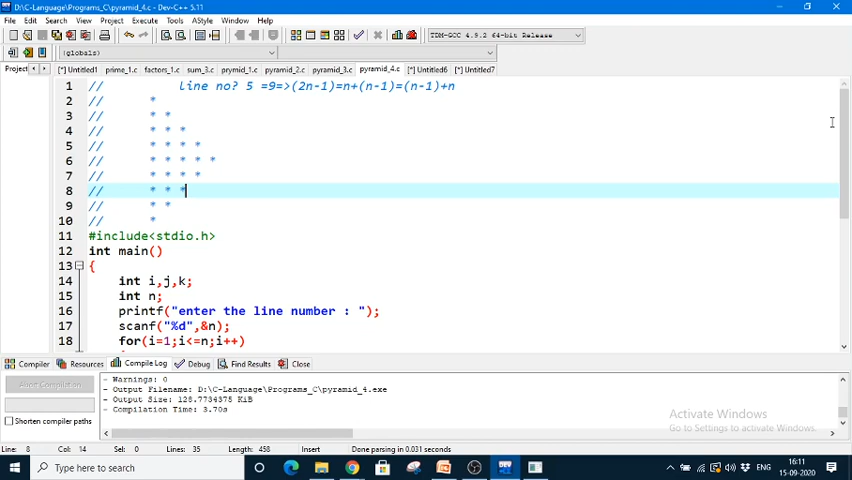 D:\C-Language\Programs_C\pyramid_4.c - Dev-C++ 5.11
File Edit Search View Project Execute Tools AStyle Window Help
TDM-GCC 4.9.2 64-bit Release
(globals)
Project
[*] Untitled1 prime_1.c factors_1.c sum_3.c prymid_1.c pyramid_2.c pyramid_3.c pyramid_4.c [*] Untitled6 [*] Untitled7
1 // line no? 5 =9=>(2n-1)=n+(n-1)=(n-1)+n
2 // *
3 // * *
4 // * * *
5 // * * * *
6 // * * * * *
7 // * * * *
8 // * * *
9 // * *
10 // *
11 #include<stdio.h>
12 int main()
13 {
14 int i,j,k;
15 int n;
16 printf("enter the line number : ");
17 scanf("%d",&n);
18 for(i=1;i<=n;i++)
Compiler Resources Compile Log Debug Find Results Close
Abort Compilation
Shorten compiler paths
- Warnings: 0
- Output Filename: D:\C-Language\Programs_C\pyramid_4.exe
- Output Size: 128.7734375 KiB
- Compilation Time: 3.70s
Activate Windows
Go to Settings to activate Windows.
Line: 8 Col: 14 Sel: 0 Lines: 35 Length: 458 Insert Done parsing in 0.031 seconds
Type here to search
ENG
16:11
15-09-2020